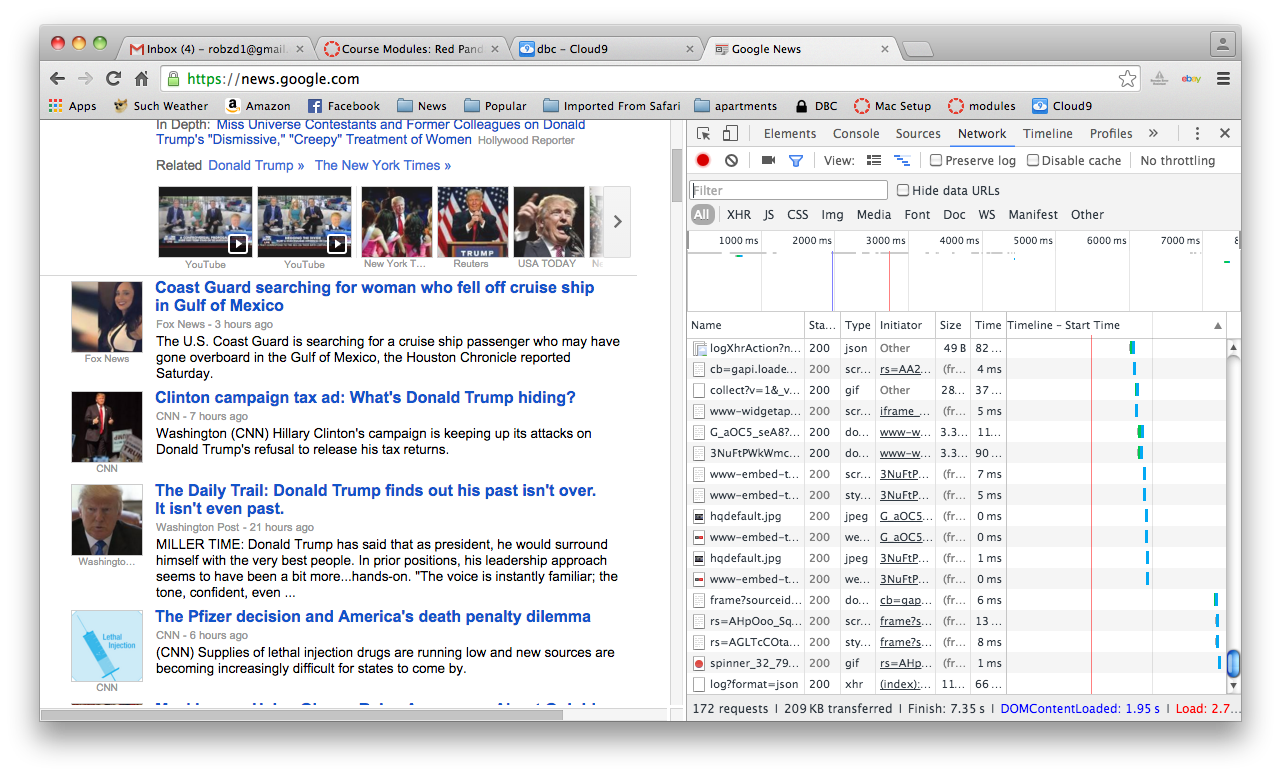 Inbox (4) – robzd1@gmail. Course Modules: Red Pand dbc – Cloud9 Google News
https://news.google.com
Apps Such Weather Amazon Facebook News Popular Imported From Safari apartments DBC Mac Setup modules Cloud9
In Depth: Miss Universe Contestants and Former Colleagues on Donald
Trump's "Dismissive," "Creepy" Treatment of Women Hollywood Reporter
Related Donald Trump » The New York Times »
YouTube YouTube New York T... Reuters USA TODAY
Coast Guard searching for woman who fell off cruise ship
in Gulf of Mexico
Fox News - 3 hours ago
The U.S. Coast Guard is searching for a cruise ship passenger who may have
gone overboard in the Gulf of Mexico, the Houston Chronicle reported
Saturday.
Fox News
Clinton campaign tax ad: What's Donald Trump hiding?
CNN - 7 hours ago
Washington (CNN) Hillary Clinton's campaign is keeping up its attacks on
Donald Trump's refusal to release his tax returns.
CNN
The Daily Trail: Donald Trump finds out his past isn't over.
It isn't even past.
Washington Post - 21 hours ago
MILLER TIME: Donald Trump has said that as president, he would surround
himself with the very best people. In prior positions, his leadership approach
seems to have been a bit more...hands-on. "The voice is instantly familiar; the
tone, confident, even ...
Washingto...
The Pfizer decision and America's death penalty dilemma
CNN - 6 hours ago
(CNN) Supplies of lethal injection drugs are running low and new sources are
becoming increasingly difficult for states to come by.
Lethal
Injection
CNN
Elements Console Sources Network Timeline Profiles »
View: Preserve log Disable cache No throttling
Filter Hide data URLs
All XHR JS CSS Img Media Font Doc WS Manifest Other
1000 ms 2000 ms 3000 ms 4000 ms 5000 ms 6000 ms 7000 ms 8
Name Sta... Type Initiator Size Time Timeline – Start Time
logXhrAction?n... 200 json Other 49 B 82 ...
cb=gapi.loade... 200 scr... rs=AA2... (fr... 4 ms
collect?v=1&_v... 200 gif Other 28... 37 ...
www-widgetap... 200 scr... iframe_... (fr... 5 ms
G_aOC5_seA8?... 200 do... www-w... 3.3... 11...
3NuFtPWkWmc... 200 do... www-w... 3.3... 90 ...
www-embed-t... 200 scr... 3NuFtP... (fr... 7 ms
www-embed-t... 200 sty... 3NuFtP... (fr... 5 ms
hqdefault.jpg 200 jpeg G_aOC5... (fr... 0 ms
www-embed-t... 200 we... G_aOC5... (fr... 0 ms
hqdefault.jpg 200 jpeg 3NuFtP... (fr... 1 ms
www-embed-t... 200 we... 3NuFtP... (fr... 0 ms
frame?sourceid... 200 do... cb=gap... (fr... 6 ms
rs=AHpOoo_Sq... 200 scr... frame?s... (fr... 13 ...
rs=AGLTcCOta... 200 sty... frame?s... (fr... 8 ms
spinner_32_79... 200 gif rs=AHp... (fr... 1 ms
log?format=json 200 xhr (index):... 11... 66 ...
172 requests | 209 KB transferred | Finish: 7.35 s | DOMContentLoaded: 1.95 s | Load: 2.7...